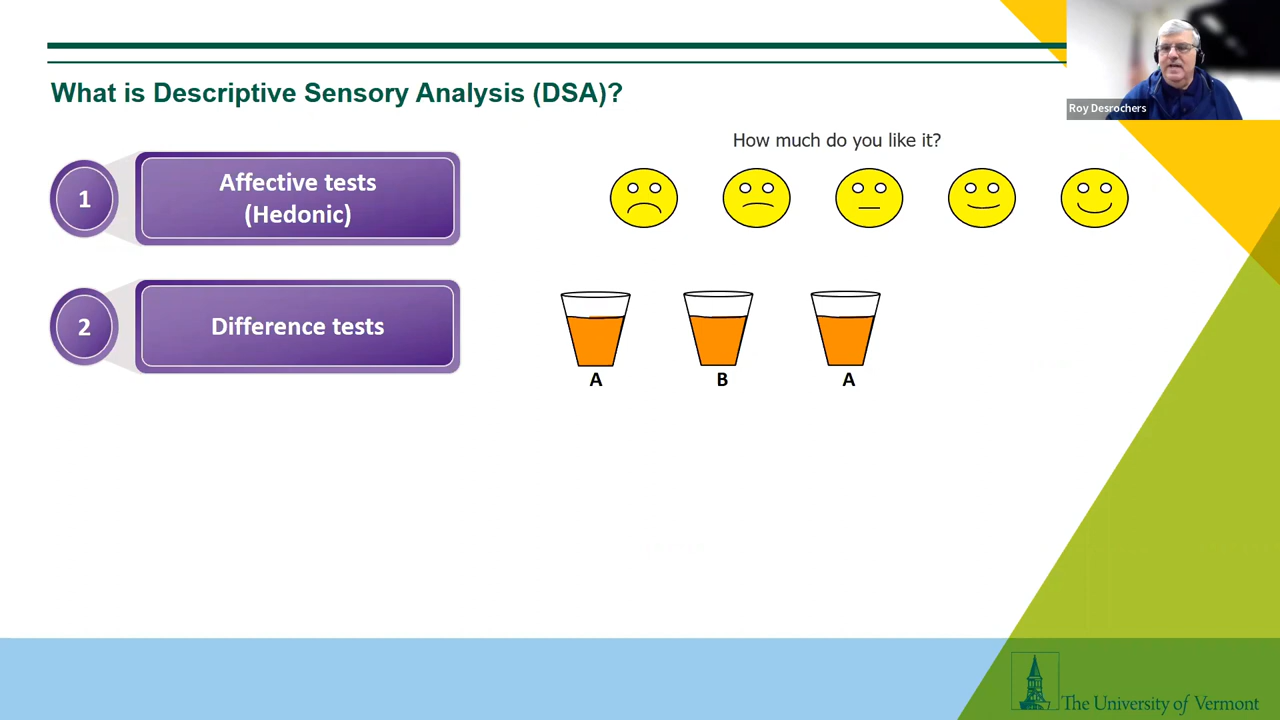 What is Descriptive Sensory Analysis (DSA)?
Roy Desrochers
1
Affective tests
(Hedonic)
How much do you like it?
2
Difference tests
A
B
A
The University of Vermont